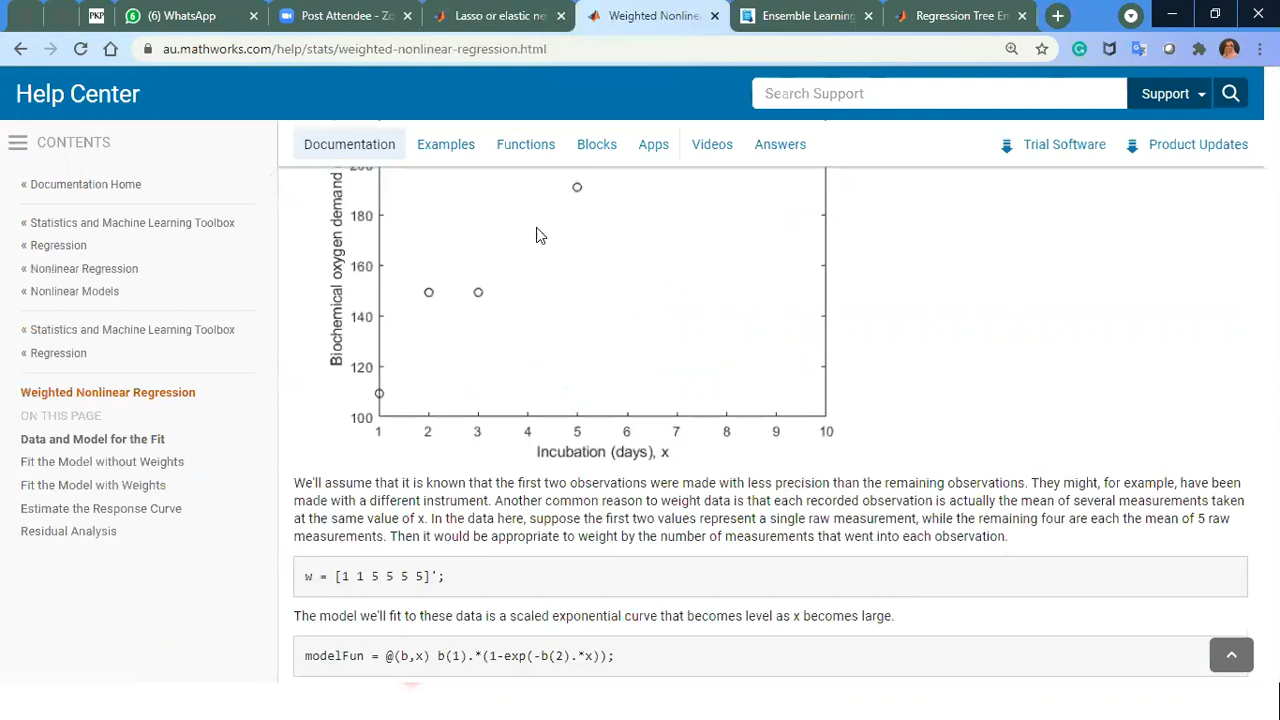 PKP
(6) WhatsApp
Post Attendee - Zo
Lasso or elastic ne
Weighted Nonline
Ensemble Learning
Regression Tree En
au.mathworks.com/help/stats/weighted-nonlinear-regression.html
Help Center
Search Support
Support
CONTENTS
Documentation
Examples
Functions
Blocks
Apps
Videos
Answers
Trial Software
Product Updates
« Documentation Home
« Statistics and Machine Learning Toolbox
« Regression
« Nonlinear Regression
« Nonlinear Models
« Statistics and Machine Learning Toolbox
« Regression
Weighted Nonlinear Regression
ON THIS PAGE
Data and Model for the Fit
Fit the Model without Weights
Fit the Model with Weights
Estimate the Response Curve
Residual Analysis
Biochemical oxygen demand
200
180
160
140
120
100
1 2 3 4 5 6 7 8 9 10
Incubation (days), x
We'll assume that it is known that the first two observations were made with less precision than the remaining observations. They might, for example, have been
made with a different instrument. Another common reason to weight data is that each recorded observation is actually the mean of several measurements taken
at the same value of x. In the data here, suppose the first two values represent a single raw measurement, while the remaining four are each the mean of 5 raw
measurements. Then it would be appropriate to weight by the number of measurements that went into each observation.
w = [1 1 5 5 5 5]';
The model we'll fit to these data is a scaled exponential curve that becomes level as x becomes large.
modelFun = @(b,x) b(1).*(1-exp(-b(2).*x));